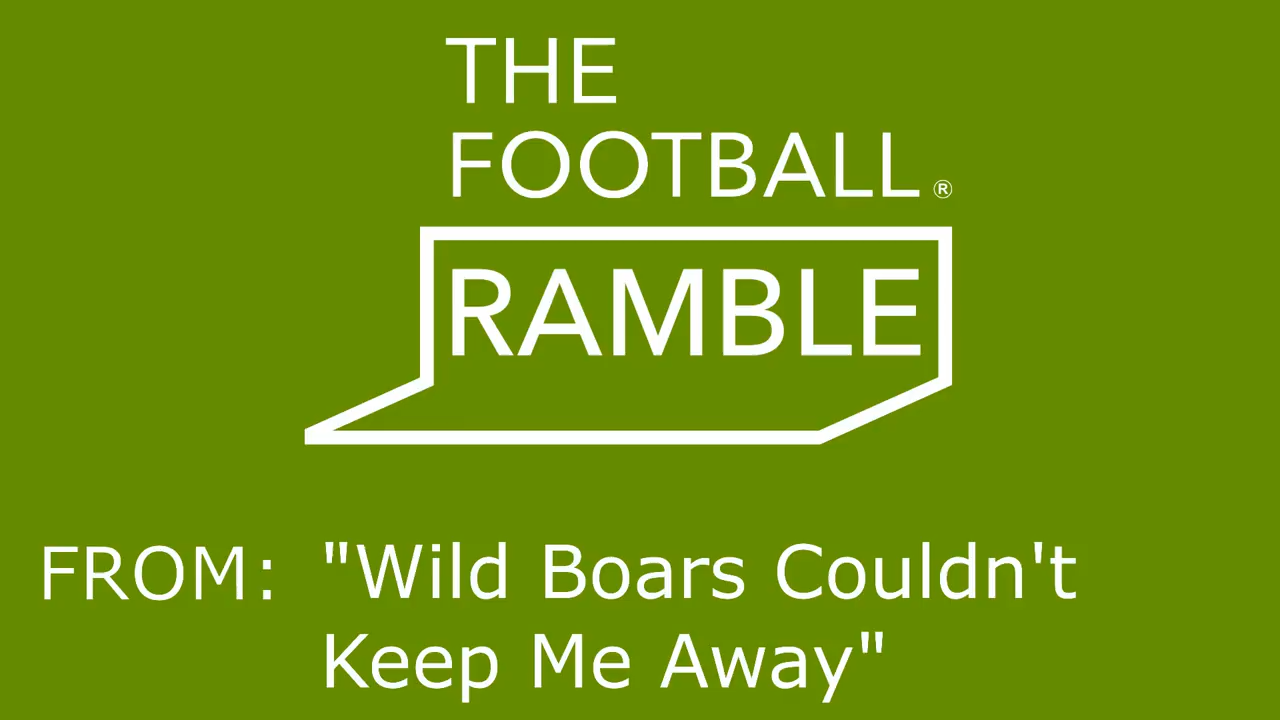 THE
FOOTBALL®
RAMBLE
FROM: "Wild Boars Couldn't
Keep Me Away"